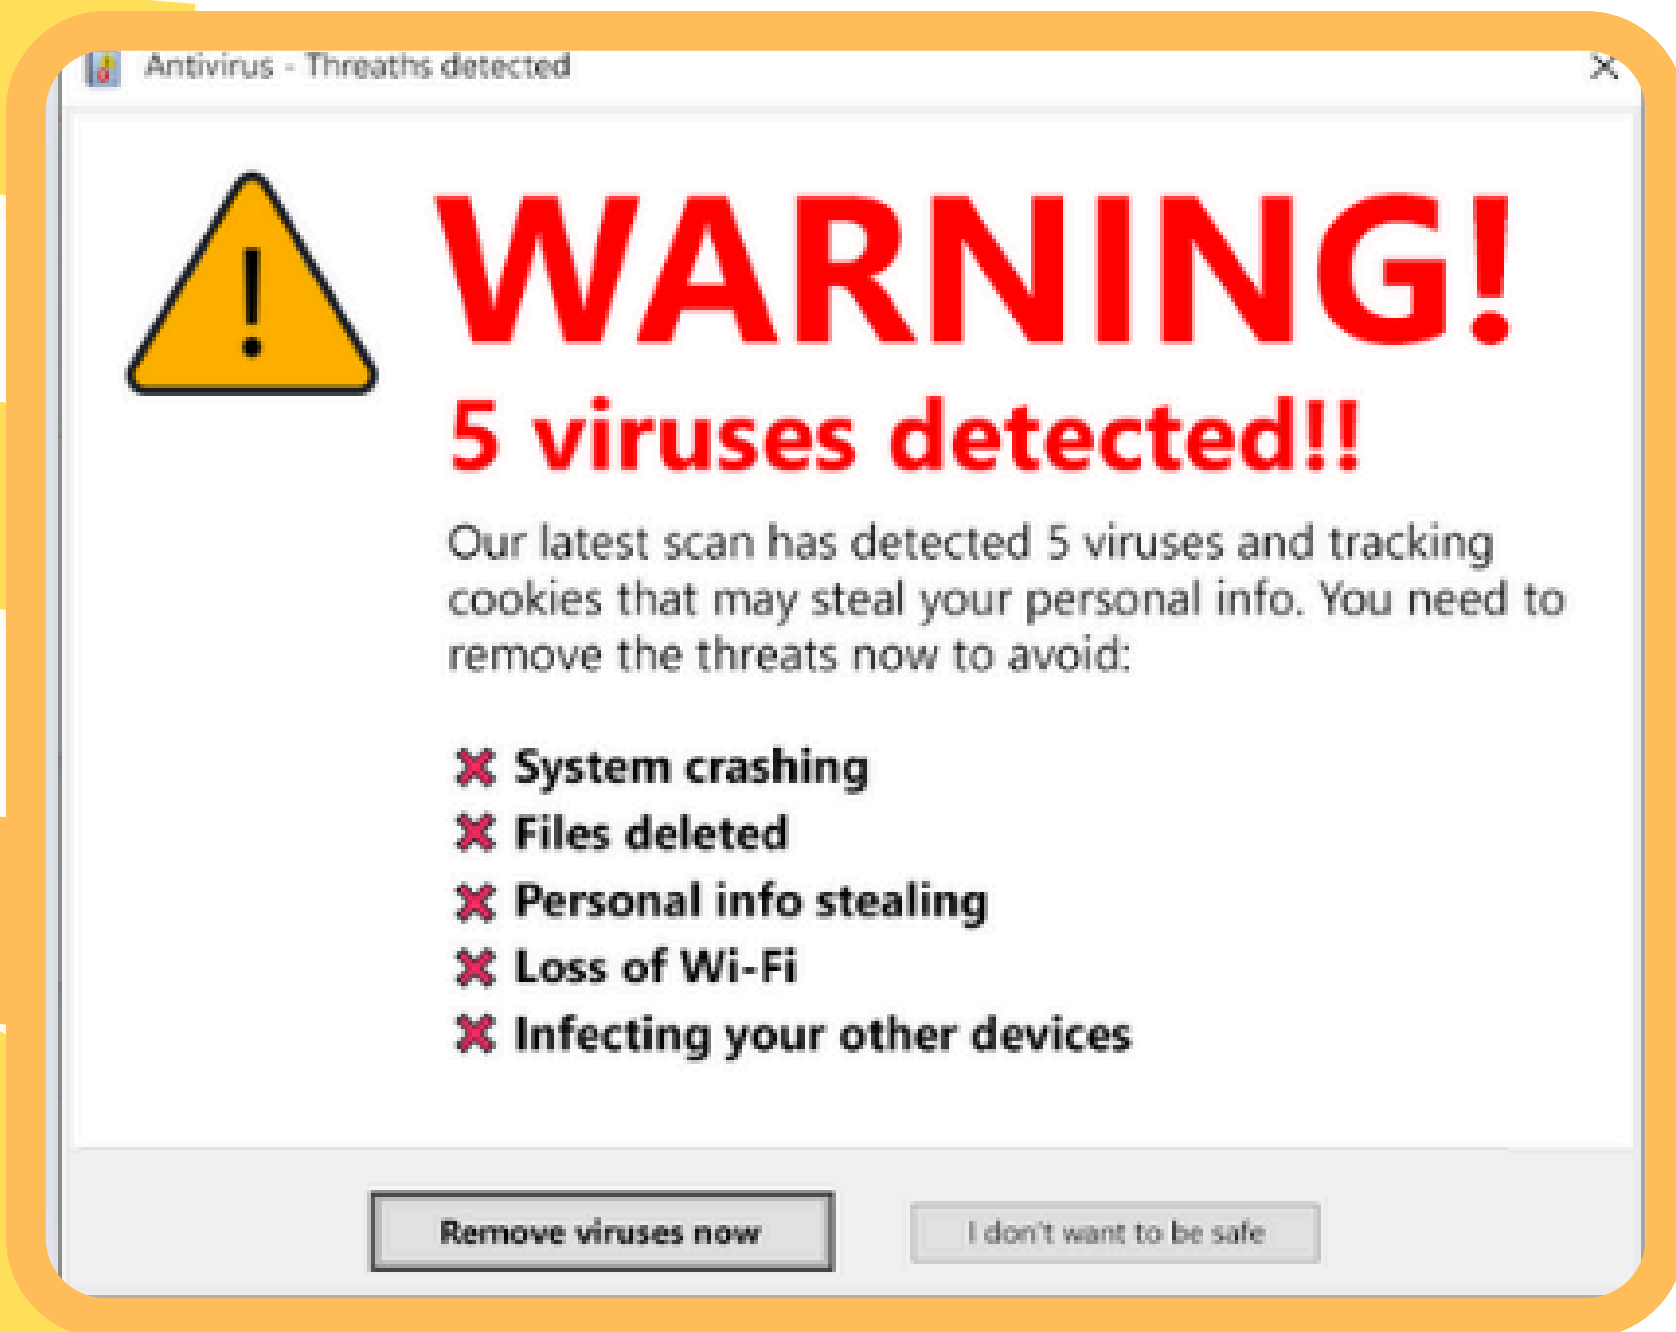 Antivirus - Threaths detected
WARNING!
5 viruses detected!!
Our latest scan has detected 5 viruses and tracking
cookies that may steal your personal info. You need to
remove the threats now to avoid:
System crashing
Files deleted
Personal info stealing
Loss of Wi-Fi
Infecting your other devices
Remove viruses now
I don't want to be safe